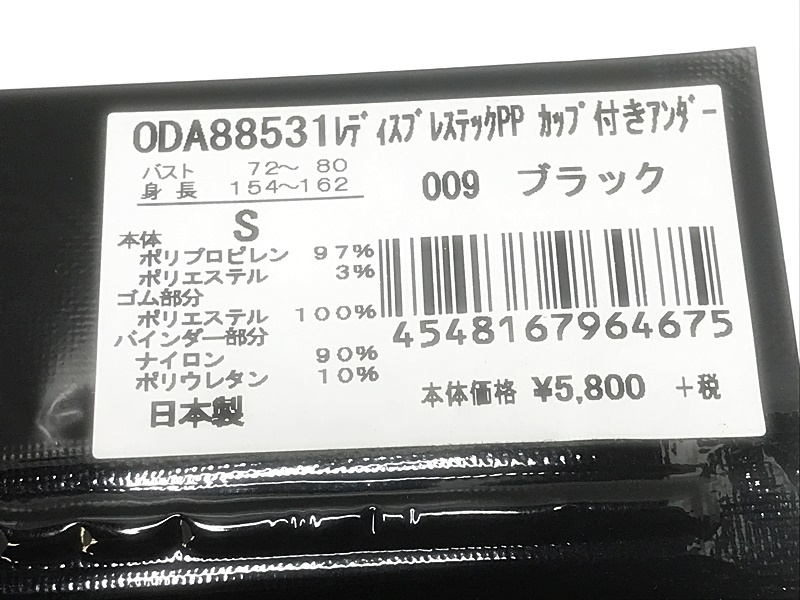 ODA88531ﾚﾃﾞｨｽﾌﾞﾚｽﾃｯｸPP ｶｯﾌﾟ付きｱﾝﾀﾞｰ
バスト 72～ 80
身長 154～162
009 ブラック
S
本体
ポリプロピレン 97%
ポリエステル 3%
ゴム部分
ポリエステル 100%
バインダー部分
ナイロン 90%
ポリウレタン 10%
日本製
4548167964675
本体価格 ¥5,800 +税